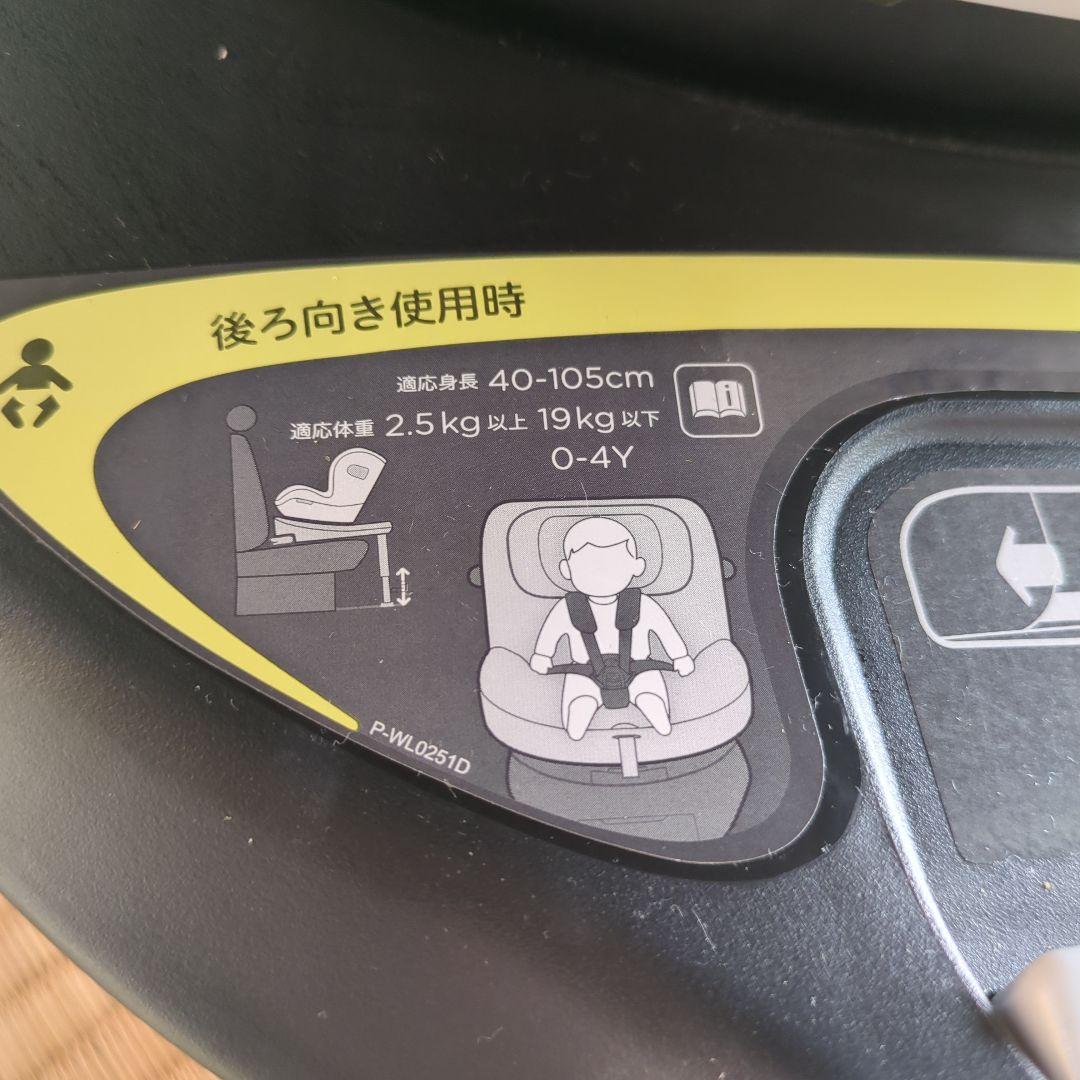 後ろ向き使用時
適応身長 40-105cm
適応体重 2.5kg 以上 19kg 以下
0-4Y
P-WL0251D